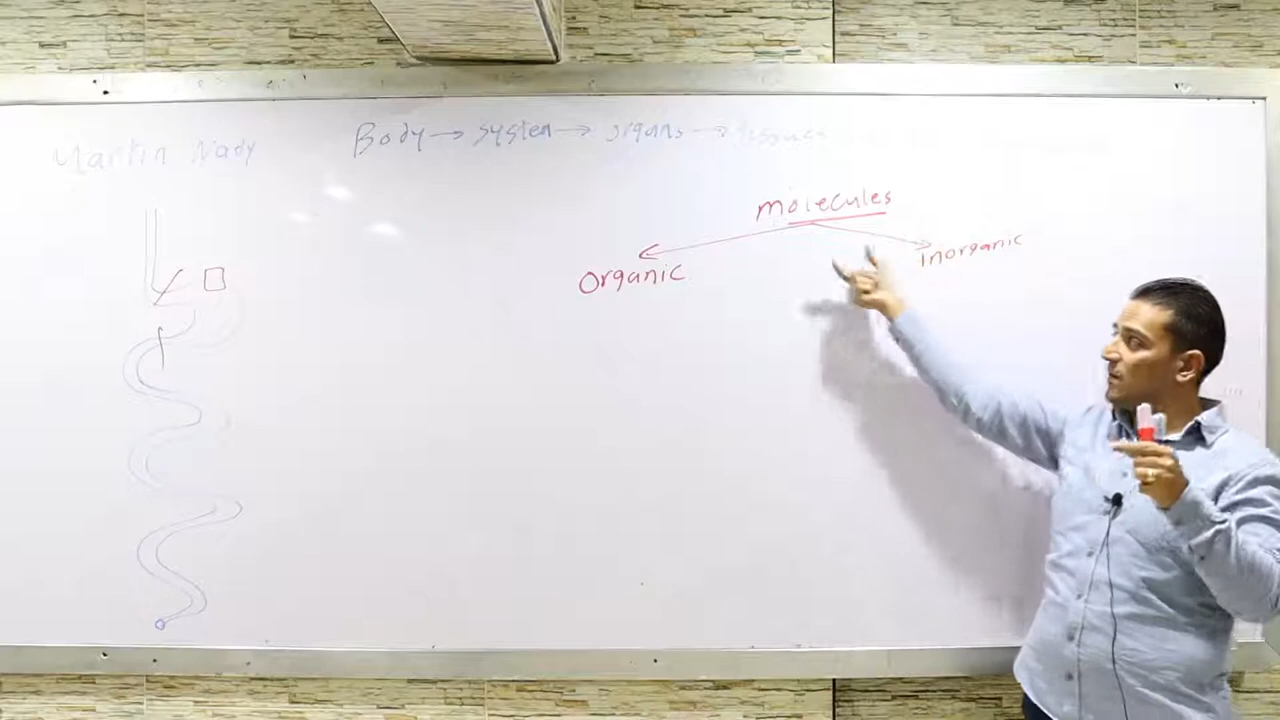 Body → system → organs → tissues
Martin Nady
molecules
Organic
Inorganic